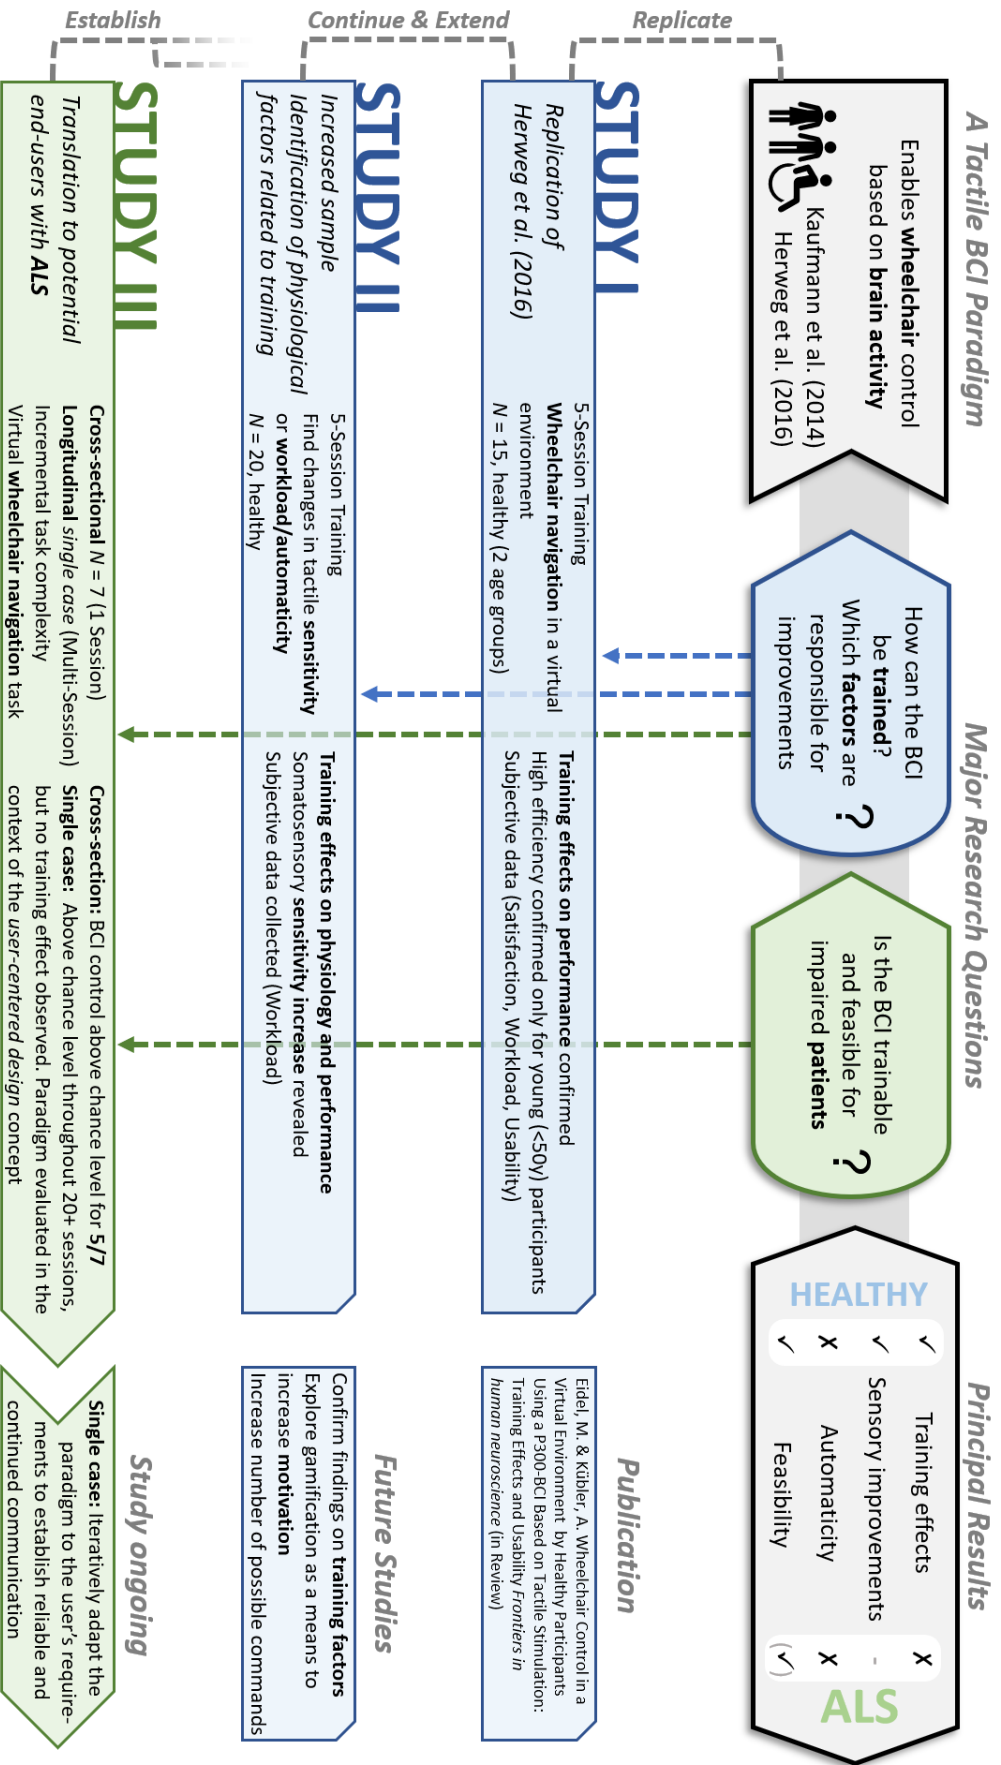 A Tactile BCI Paradigm
Major Research Questions
Principal Results
Enables wheelchair control
based on brain activity
Kaufmann et al. (2014)
Herweg et al. (2016)
How can the BCI
be trained?
Which factors are
responsible for
improvements
?
Is the BCI trainable
and feasible for
impaired patients
?
HEALTHY
ALS
✓ Training effects ✗
✓ Sensory improvements -
✗ Automaticity ✗
✓ Feasibility (✓)
Replicate
Continue & Extend
Establish
STUDY I
Replication of
Herweg et al. (2016)
5-Session Training
Wheelchair navigation in a virtual
environment
N = 15, healthy (2 age groups)
Training effects on performance confirmed
High efficiency confirmed only for young (<50y) participants
Subjective data (Satisfaction, Workload, Usability)
Publication
Eidel, M. & Kübler, A. Wheelchair Control in a
Virtual Environment by Healthy Participants
Using a P300-BCI Based on Tactile Stimulation:
Training Effects and Usability Frontiers in
human neuroscience (in Review)
STUDY II
Increased sample
Identification of physiological
factors related to training
5-Session Training
Find changes in tactile sensitivity
or workload/automaticity
N = 20, healthy
Training effects on physiology and performance
Somatosensory sensitivity increase revealed
Subjective data collected (Workload)
Future Studies
Confirm findings on training factors
Explore gamification as a means to
increase motivation
Increase number of possible commands
STUDY III
Translation to potential
end-users with ALS
Cross-sectional N = 7 (1 Session)
Longitudinal single case (Multi-Session)
Incremental task complexity
Virtual wheelchair navigation task
Cross-section: BCI control above chance level for 5/7
Single case: Above chance level throughout 20+ sessions,
but no training effect observed. Paradigm evaluated in the
context of the user-centered design concept
Study ongoing
Single case: Iteratively adapt the
paradigm to the user's require-
ments to establish reliable and
continued communication